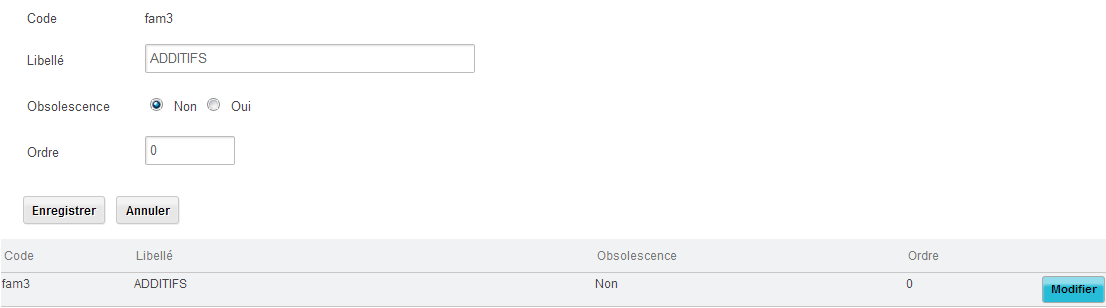 Code fam3
Libellé ADDITIFS
Obsolescence Non Oui
Ordre 0
Enregistrer Annuler
Code Libellé Obsolescence Ordre
fam3 ADDITIFS Non 0 Modifier